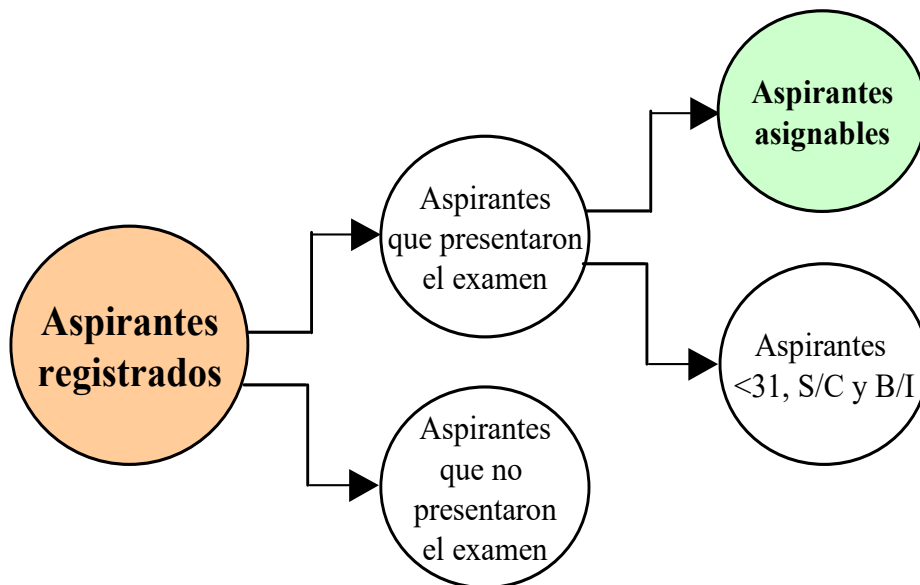 Aspirantes
asignables
Aspirantes
que presentaron
el examen
Aspirantes
registrados
Aspirantes
<31, S/C y B/I
Aspirantes
que no
presentaron
el examen